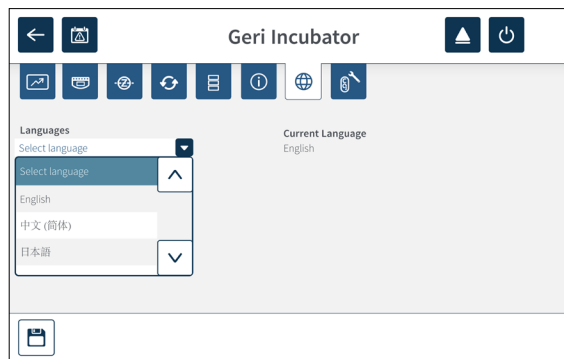 Geri Incubator
Languages
Select language
Select language
English
中文 (简体)
日本語
Current Language
English